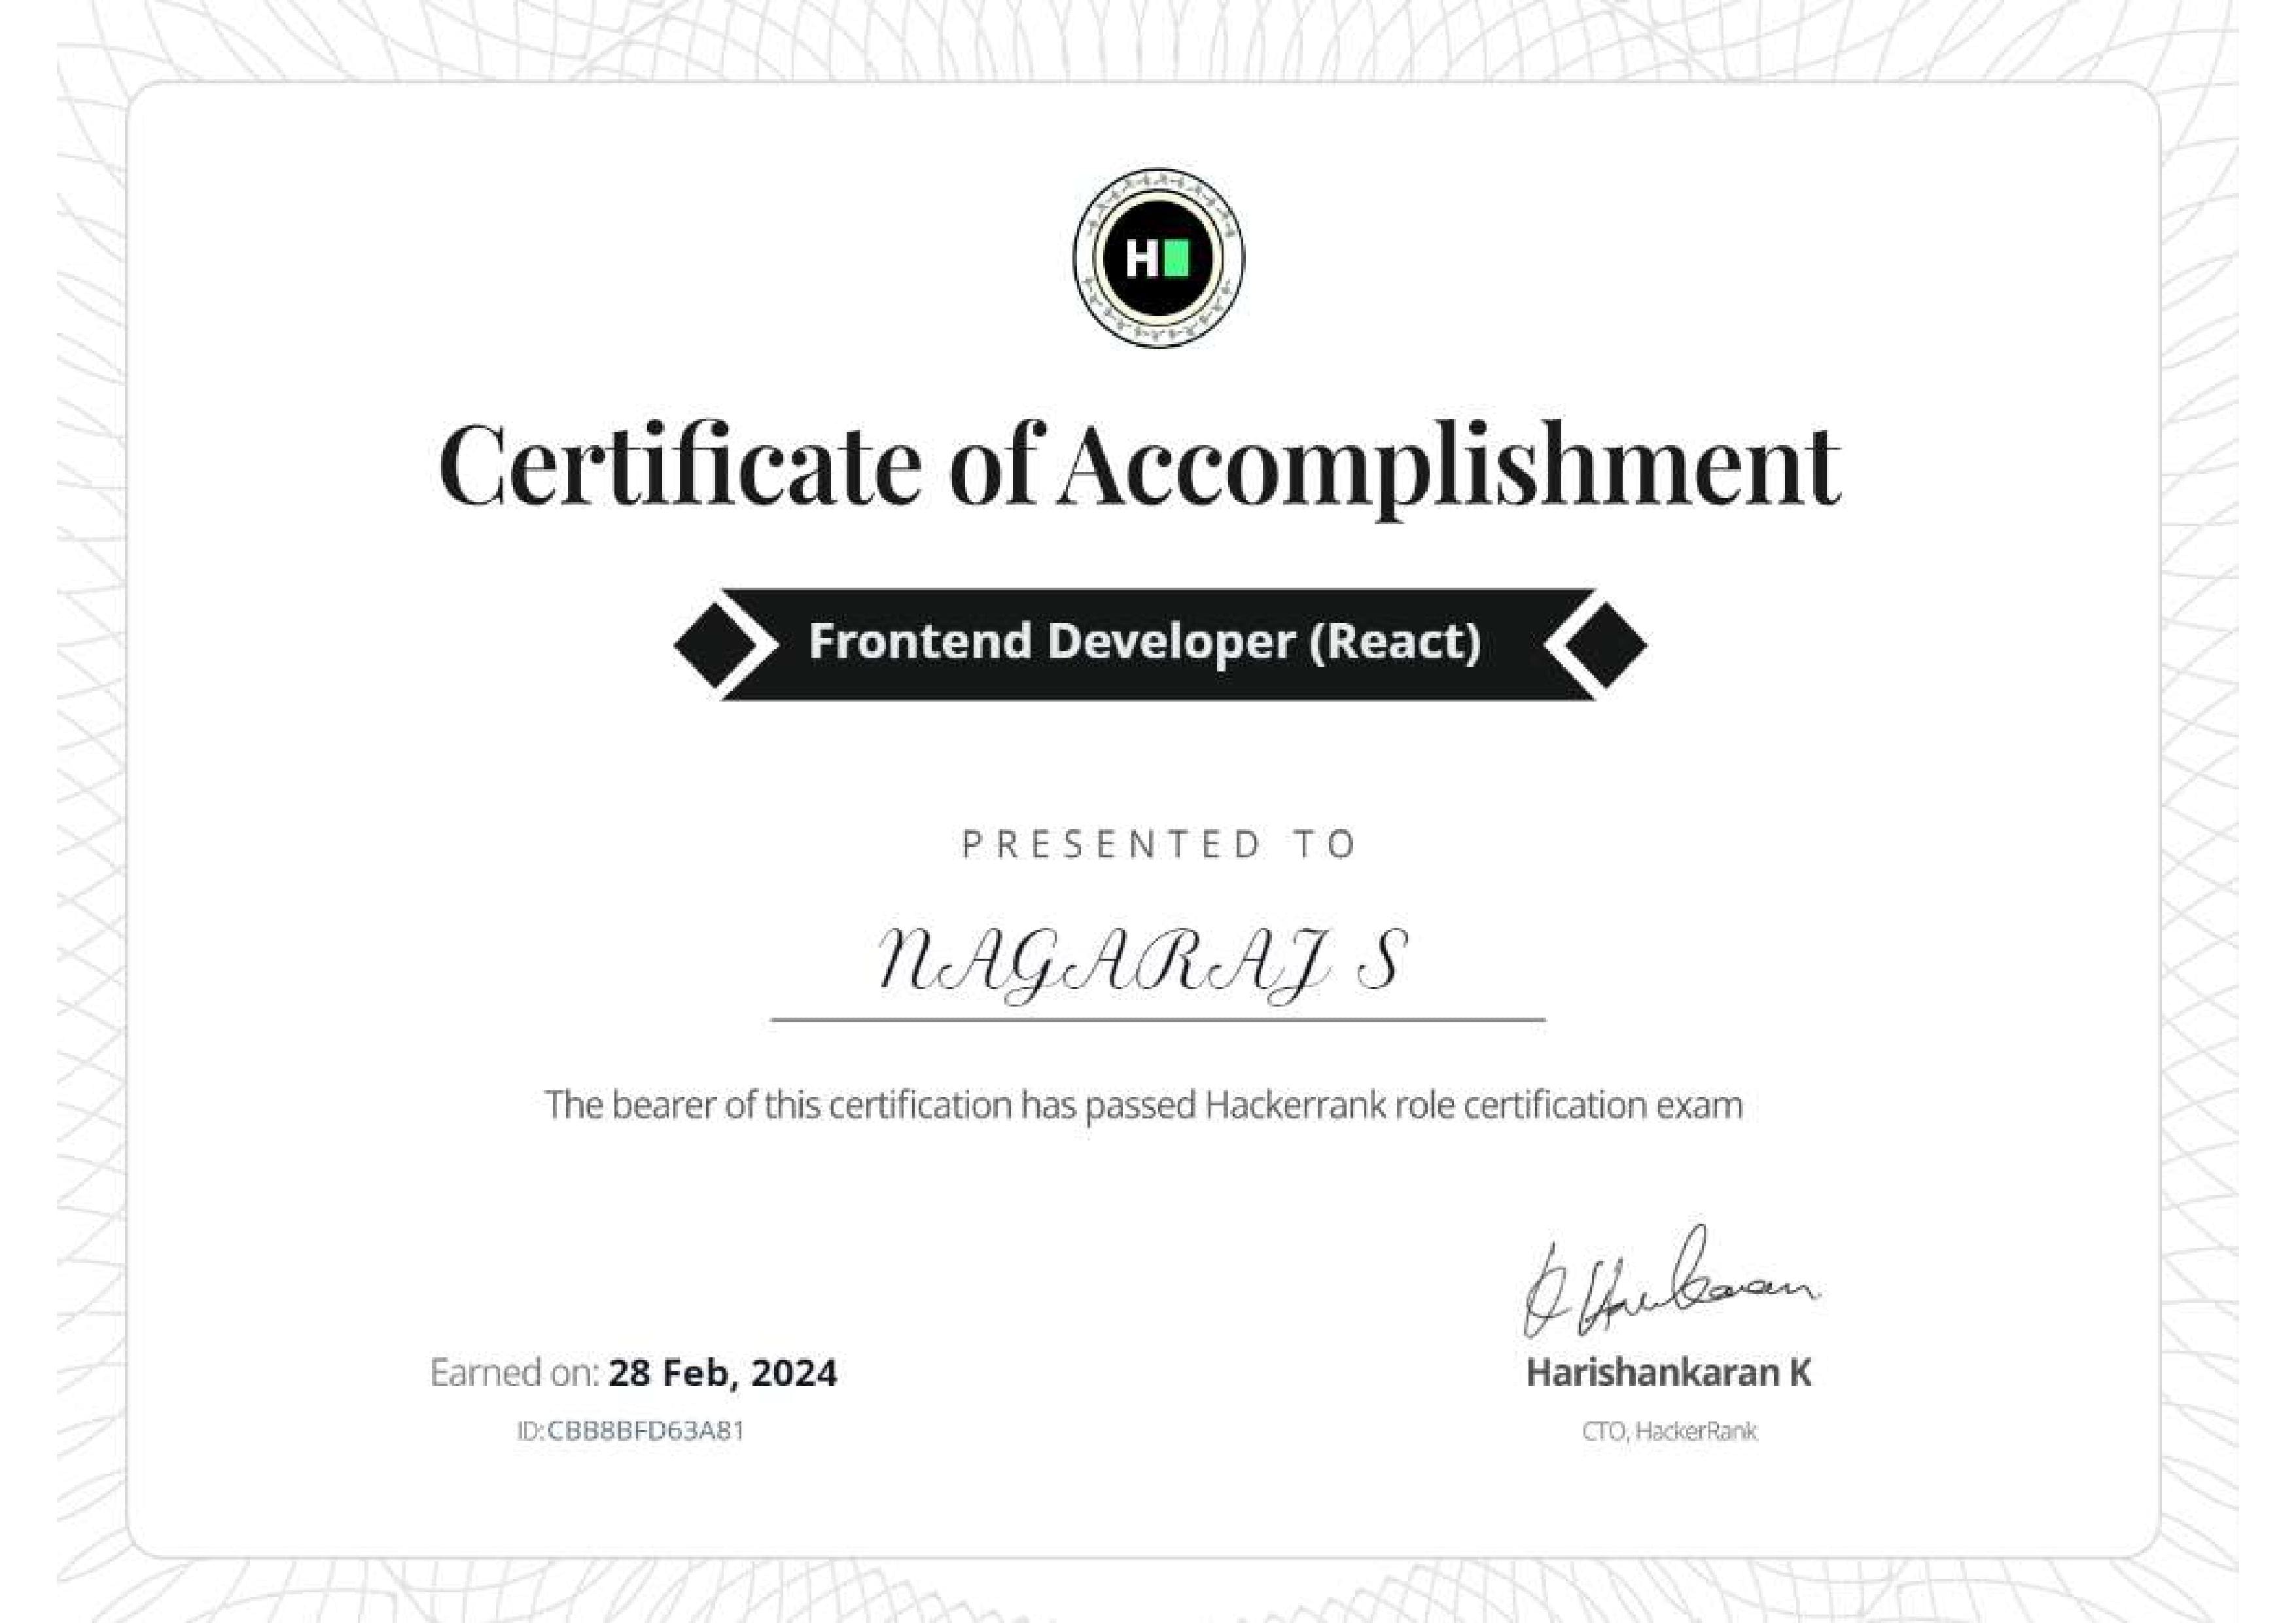 H
Certificate of Accomplishment
Frontend Developer (React)
PRESENTED TO
NAGARAJ S
The bearer of this certification has passed Hackerrank role certification exam
Earned on: 28 Feb, 2024
ID:CBB8BFD63A81
Harishankaran K
CTO, HackerRank